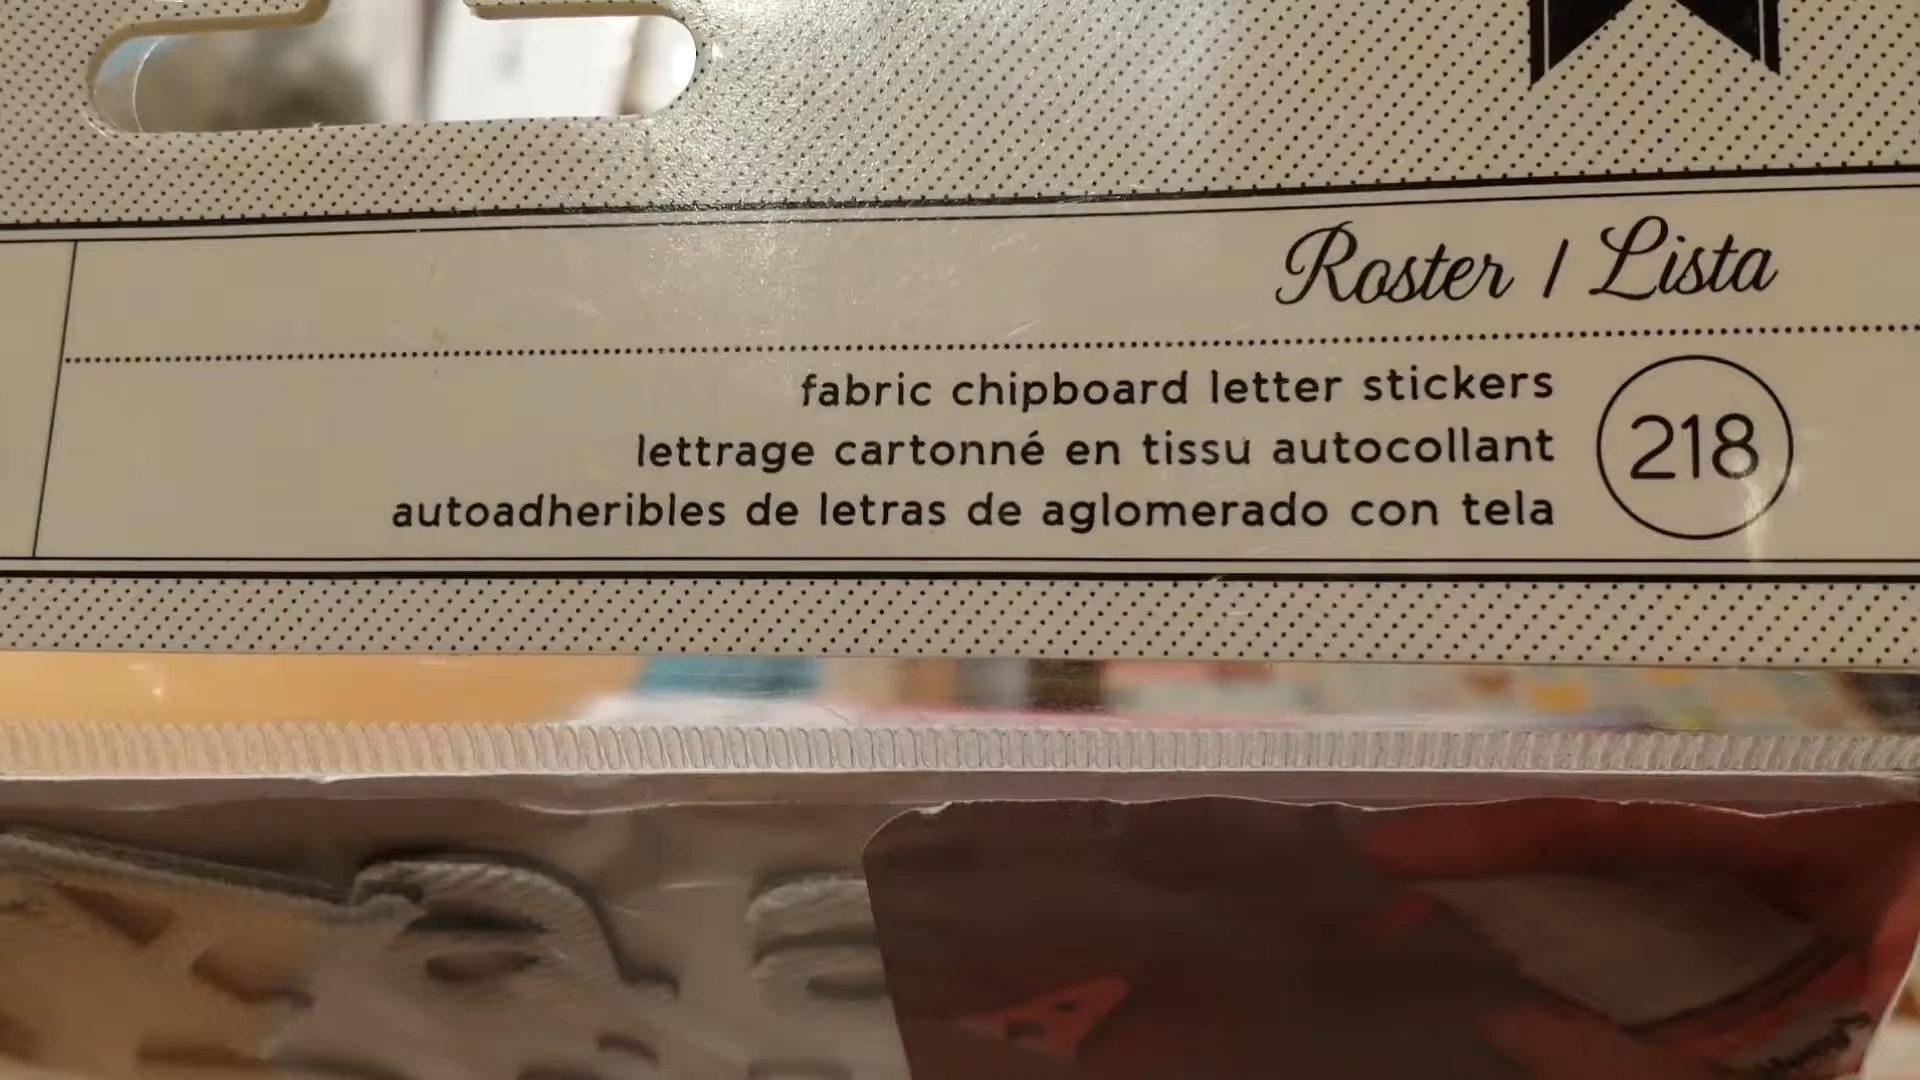 Roster / Lista
fabric chipboard letter stickers
lettrage cartonné en tissu autocollant
autoadheribles de letras de aglomerado con tela
218